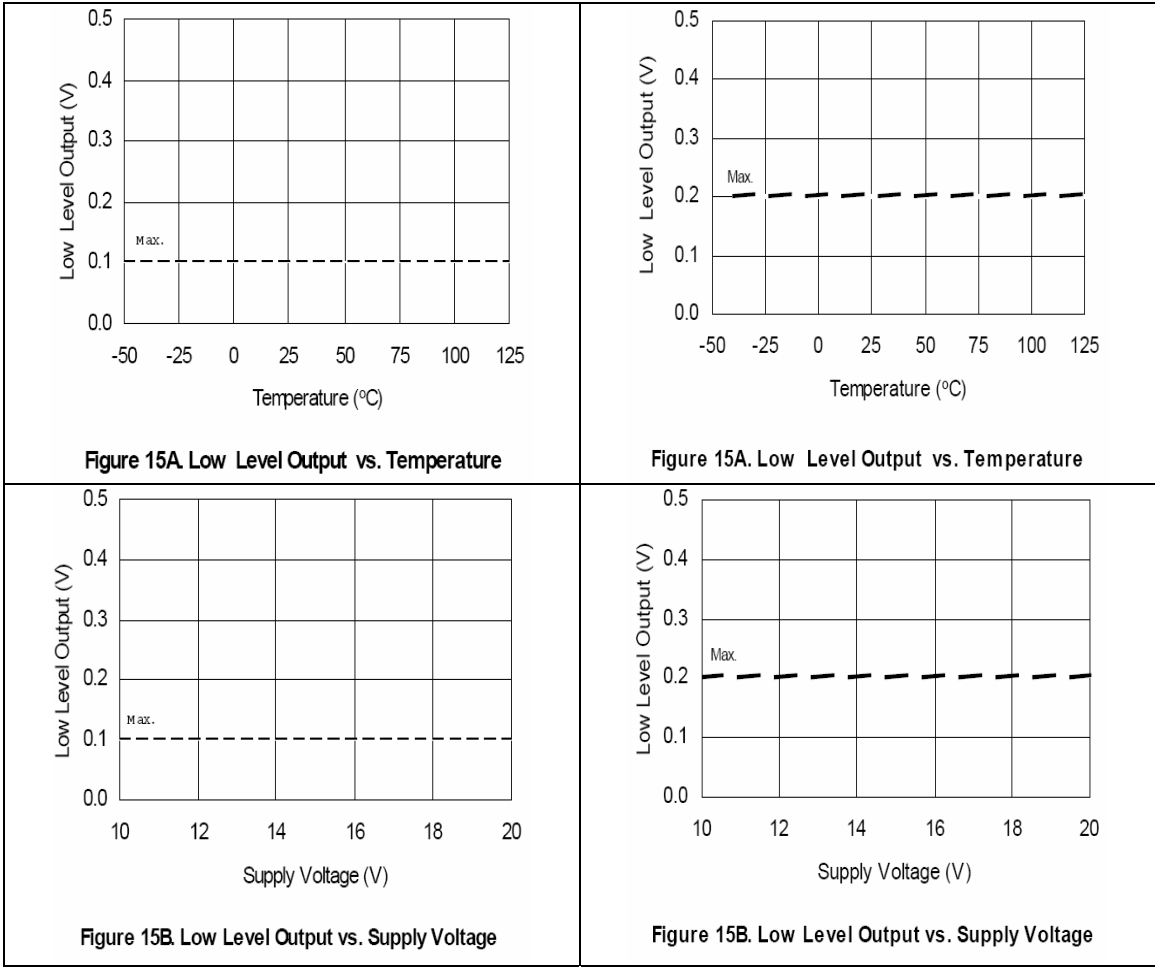 0.5
0.4
0.3
0.2
0.1
0.0
Low Level Output (V)
Max.
-50 -25 0 25 50 75 100 125
Temperature (ºC)
Figure 15A. Low Level Output vs. Temperature
0.5
0.4
0.3
0.2
0.1
0.0
Low Level Output (V)
Max.
-50 -25 0 25 50 75 100 125
Temperature (ºC)
Figure 15A. Low Level Output vs. Temperature
0.5
0.4
0.3
0.2
0.1
0.0
Low Level Output (V)
Max.
10 12 14 16 18 20
Supply Voltage (V)
Figure 15B. Low Level Output vs. Supply Voltage
0.5
0.4
0.3
0.2
0.1
0.0
Low Level Output (V)
Max.
10 12 14 16 18 20
Supply Voltage (V)
Figure 15B. Low Level Output vs. Supply Voltage